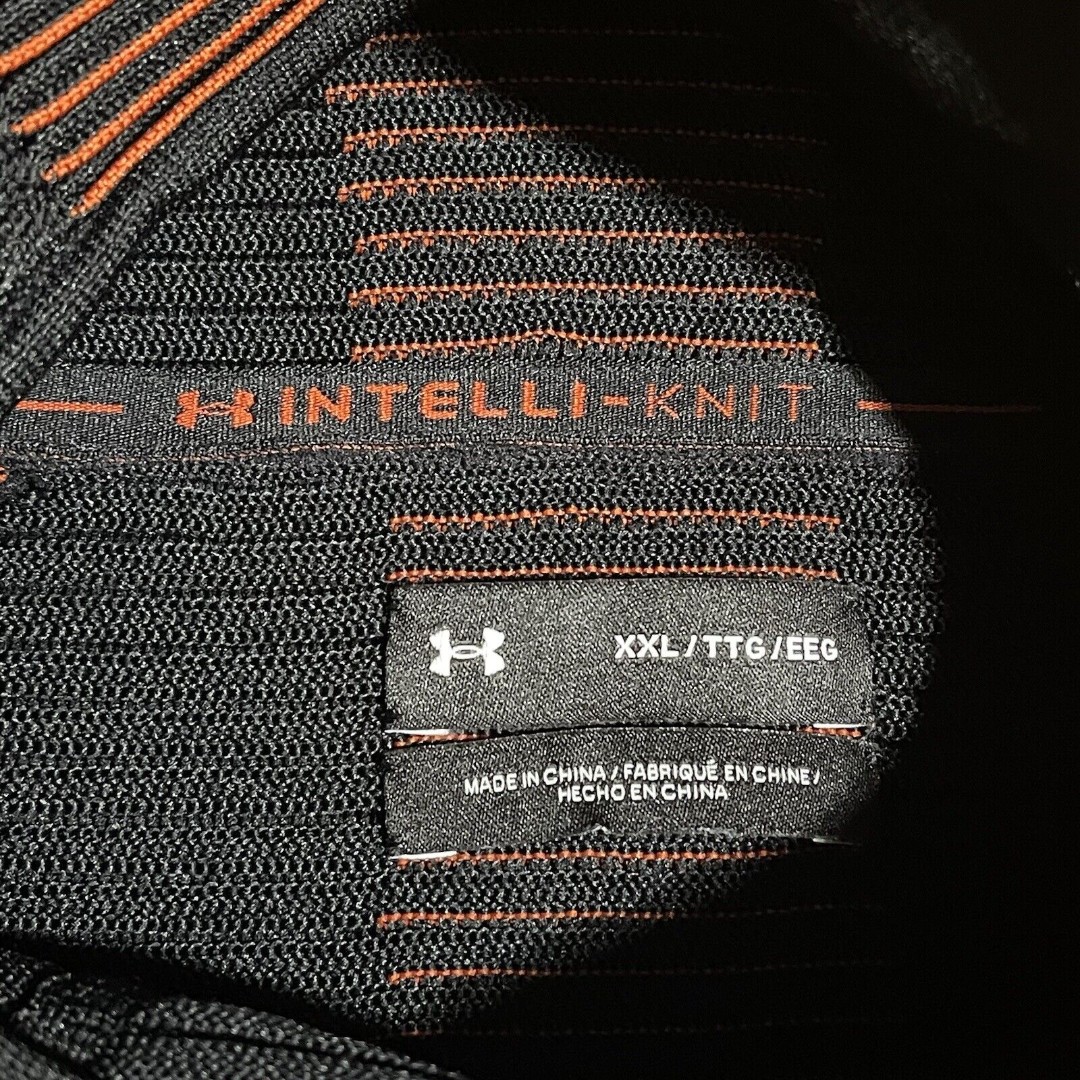 INTELLI-KNIT
XXL/TTG/EEG
MADE IN CHINA / FABRIQUÉ EN CHINE /
HECHO EN CHINA